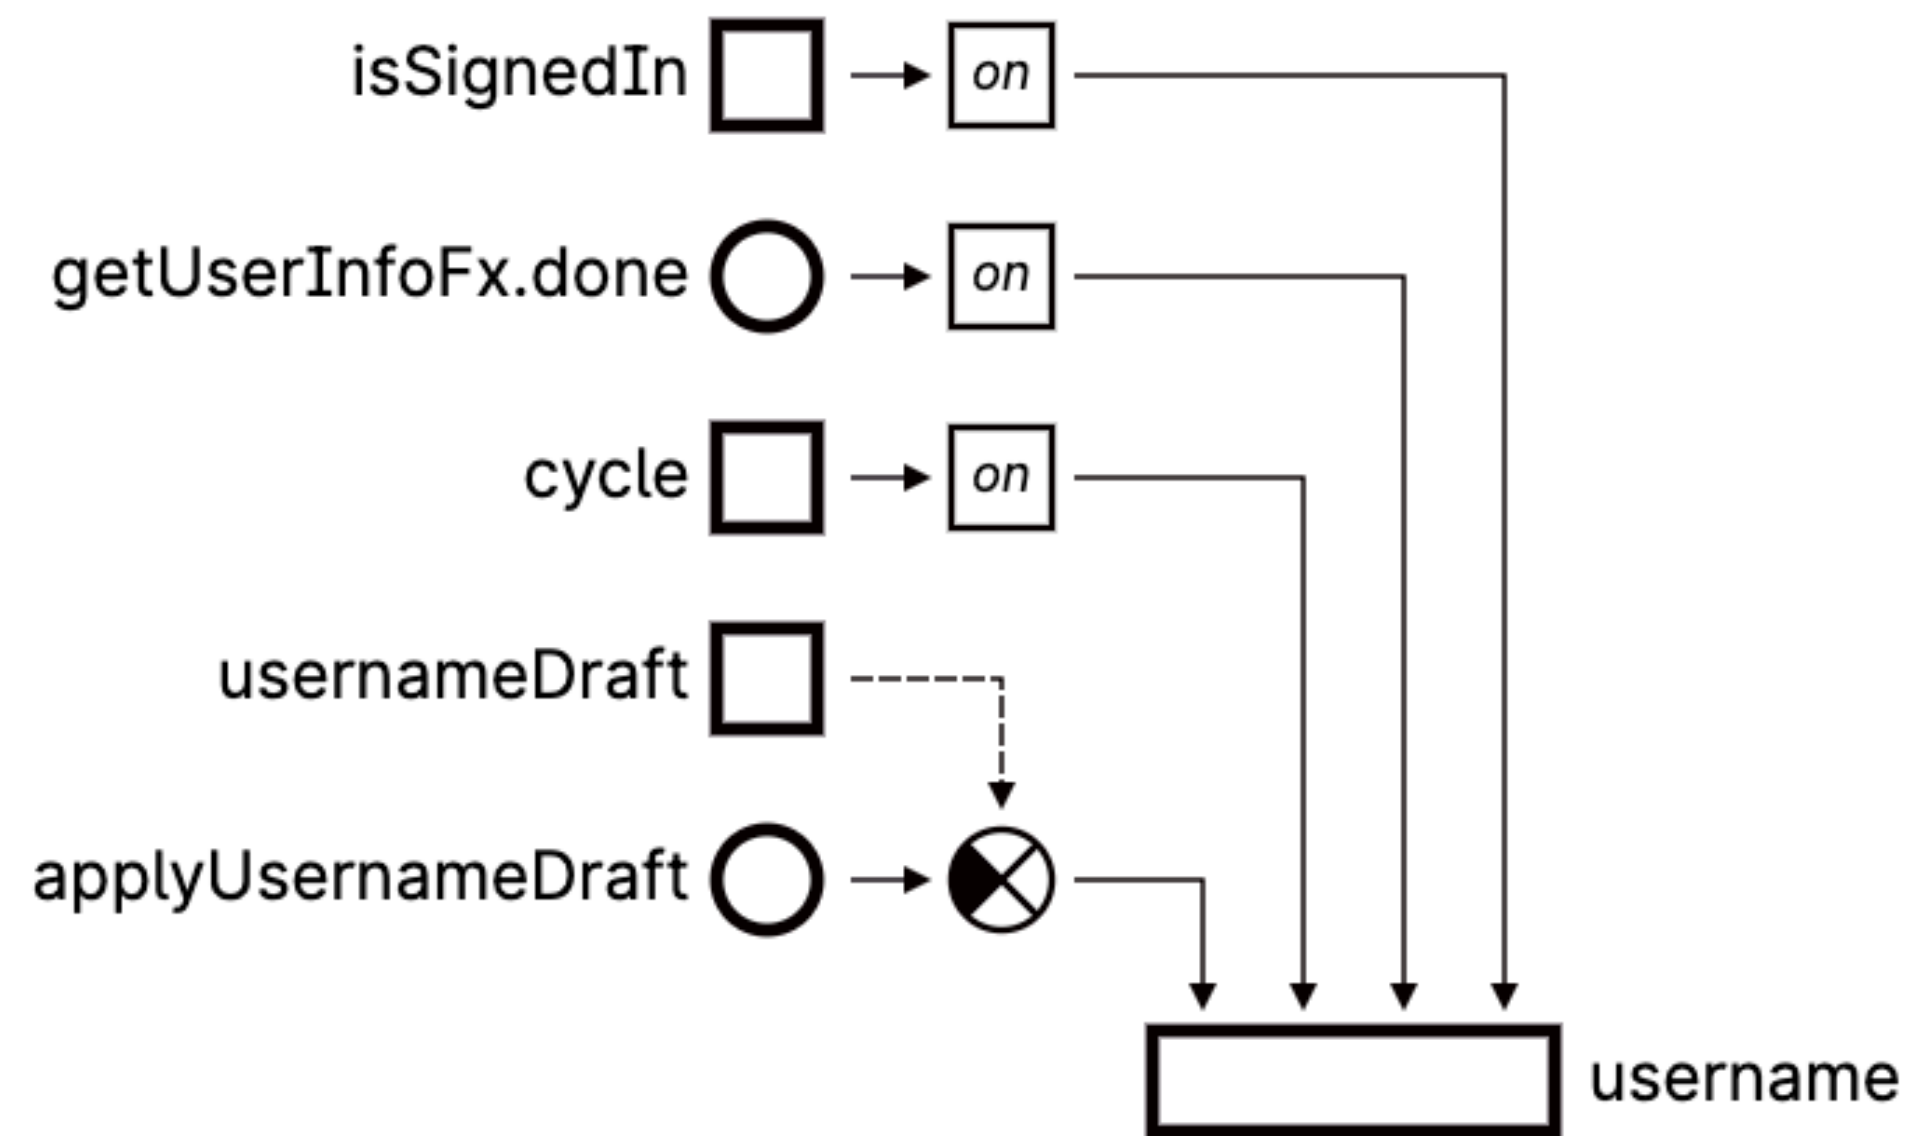 isSignedIn on
getUserInfoFx.done on
cycle on
usernameDraft
applyUsernameDraft
username